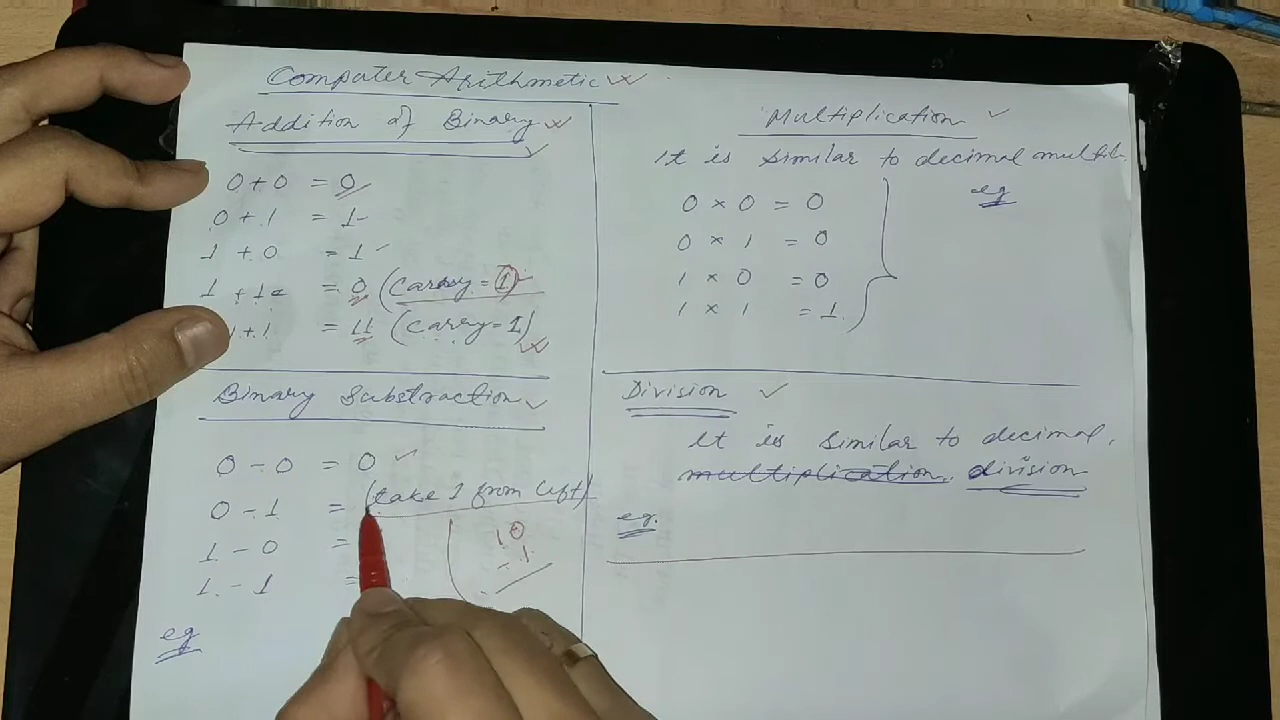 Computer Arithmetic
Addition of Binary
0 + 0 = 0
0 + 1 = 1
1 + 0 = 1
1 + 1 = 0 (Carry = 1)
1 + 1 = 11 (Carry = 1)
Binary Substraction
0 - 0 = 0
0 - 1 = (take 1 from left)
1 - 0 =
1 - 1 =
10
- 1
eg
Multiplication
It is similar to decimal
0 × 0 = 0
0 × 1 = 0
1 × 0 = 0
1 × 1 = 1
eg
Division
It is similar to decimal,
multiplication. division
eg.